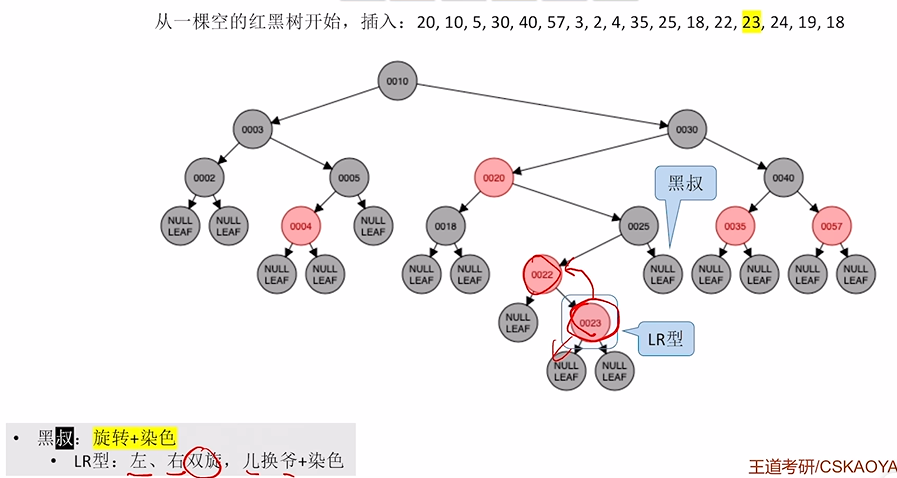 从一棵空的红黑树开始，插入：20, 10, 5, 30, 40, 57, 3, 2, 4, 35, 25, 18, 22, 23, 24, 19, 18
0010
0003
0030
0002
0005
0020
黑叔
0040
NULL LEAF
NULL LEAF
0004
NULL LEAF
0018
0025
0035
0057
NULL LEAF
NULL LEAF
NULL LEAF
NULL LEAF
0022
NULL LEAF
NULL LEAF
NULL LEAF
NULL LEAF
NULL LEAF
NULL LEAF
0023
LR型
NULL LEAF
NULL LEAF
• 黑叔：旋转+染色
• LR型：左、右双旋，儿换爷+染色
王道考研/CSKAOYA